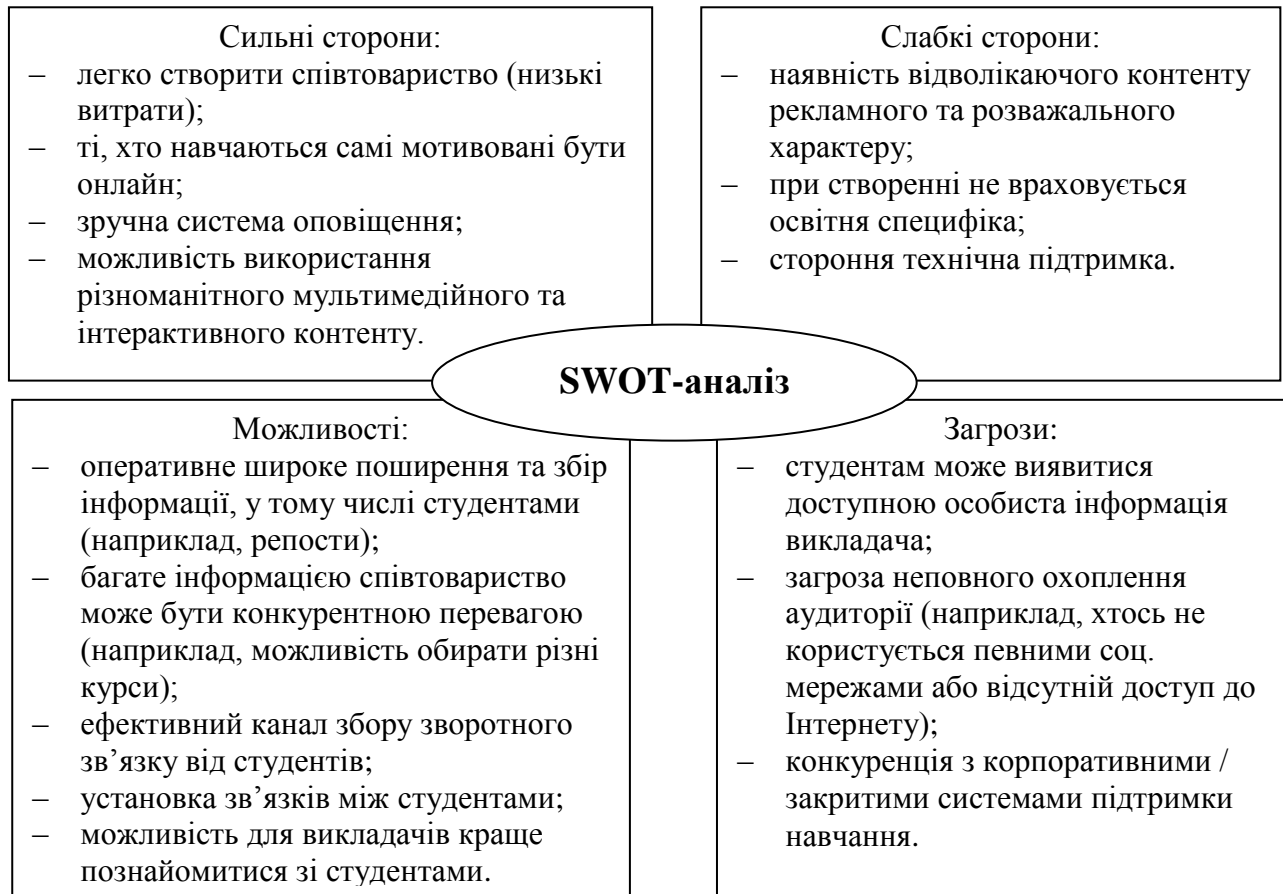 Сильні сторони:
– легко створити співтовариство (низькі
витрати);
– ті, хто навчаються самі мотивовані бути
онлайн;
– зручна система оповіщення;
– можливість використання
різноманітного мультимедійного та
інтерактивного контенту.
Слабкі сторони:
– наявність відволікаючого контенту
рекламного та розважального
характеру;
– при створенні не враховується
освітня специфіка;
– стороння технічна підтримка.
SWOT-аналіз
Можливості:
– оперативне широке поширення та збір
інформації, у тому числі студентами
(наприклад, репости);
– багате інформацією співтовариство
може бути конкурентною перевагою
(наприклад, можливість обирати різні
курси);
– ефективний канал збору зворотного
зв’язку від студентів;
– установка зв’язків між студентами;
– можливість для викладачів краще
познайомитися зі студентами.
Загрози:
– студентам може виявитися
доступною особиста інформація
викладача;
– загроза неповного охоплення
аудиторії (наприклад, хтось не
користується певними соц.
мережами або відсутній доступ до
Інтернету);
– конкуренція з корпоративними /
закритими системами підтримки
навчання.